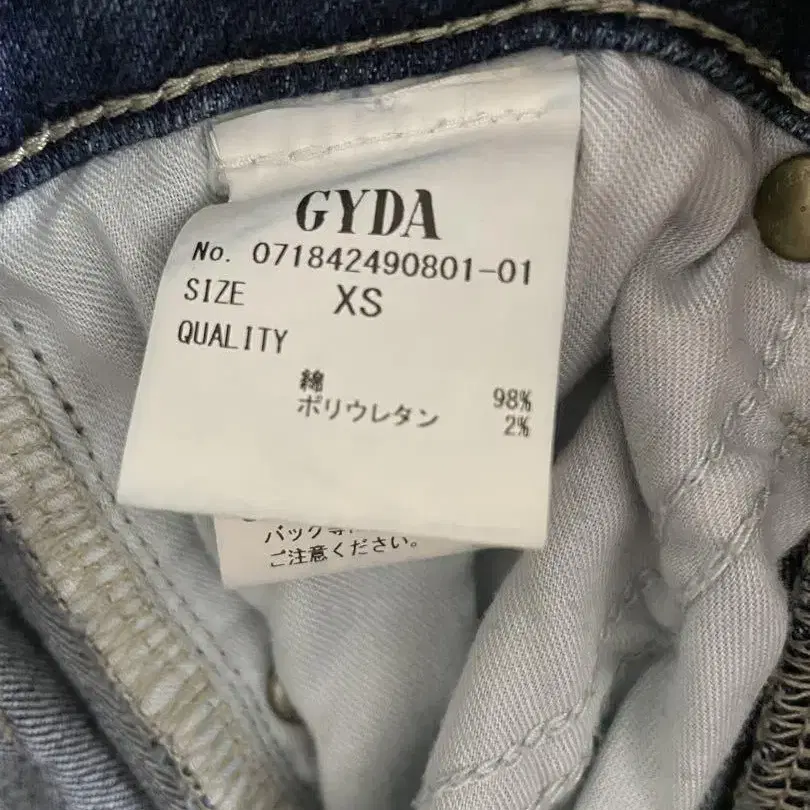 GYDA
No. 071842490801-01
SIZE XS
QUALITY
綿 98%
ポリウレタン 2%
ご注意ください。